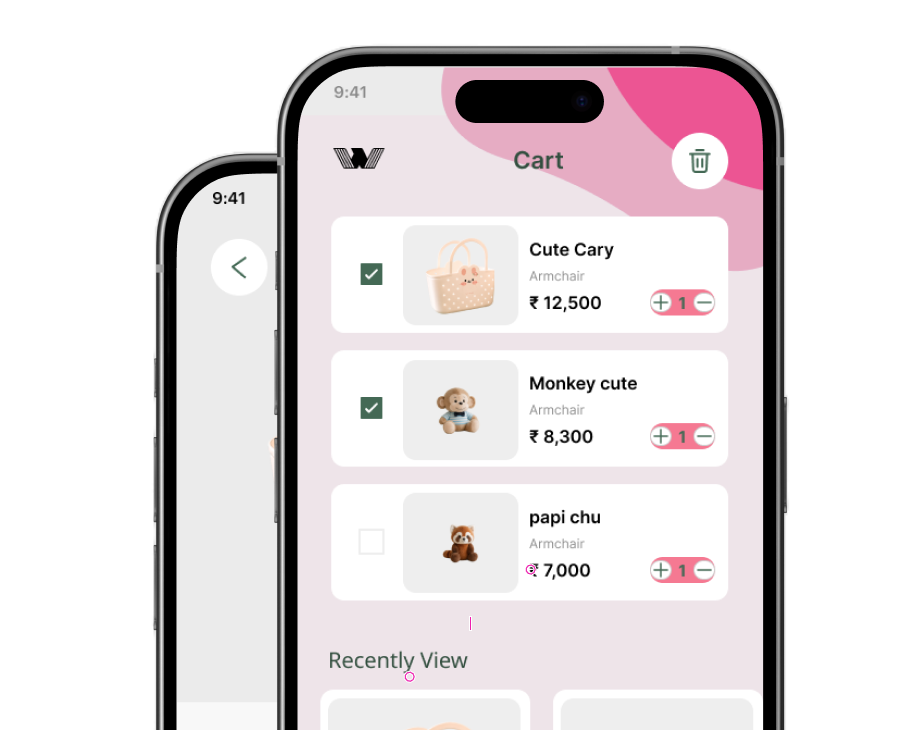 9:41
9:41
Cart
Cute Cary
Armchair
₹ 12,500
1
Monkey cute
Armchair
₹ 8,300
1
papi chu
Armchair
₹ 7,000
1
Recently View